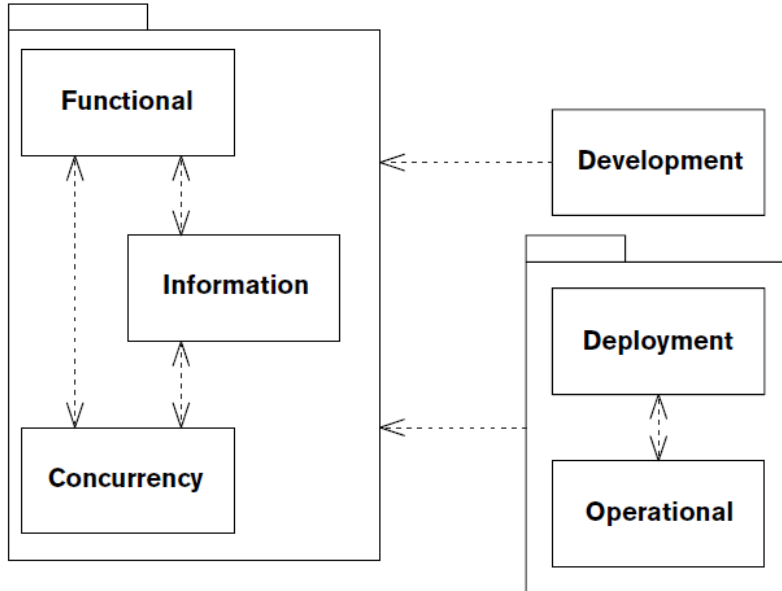 Functional
Development
Information
Deployment
Concurrency
Operational